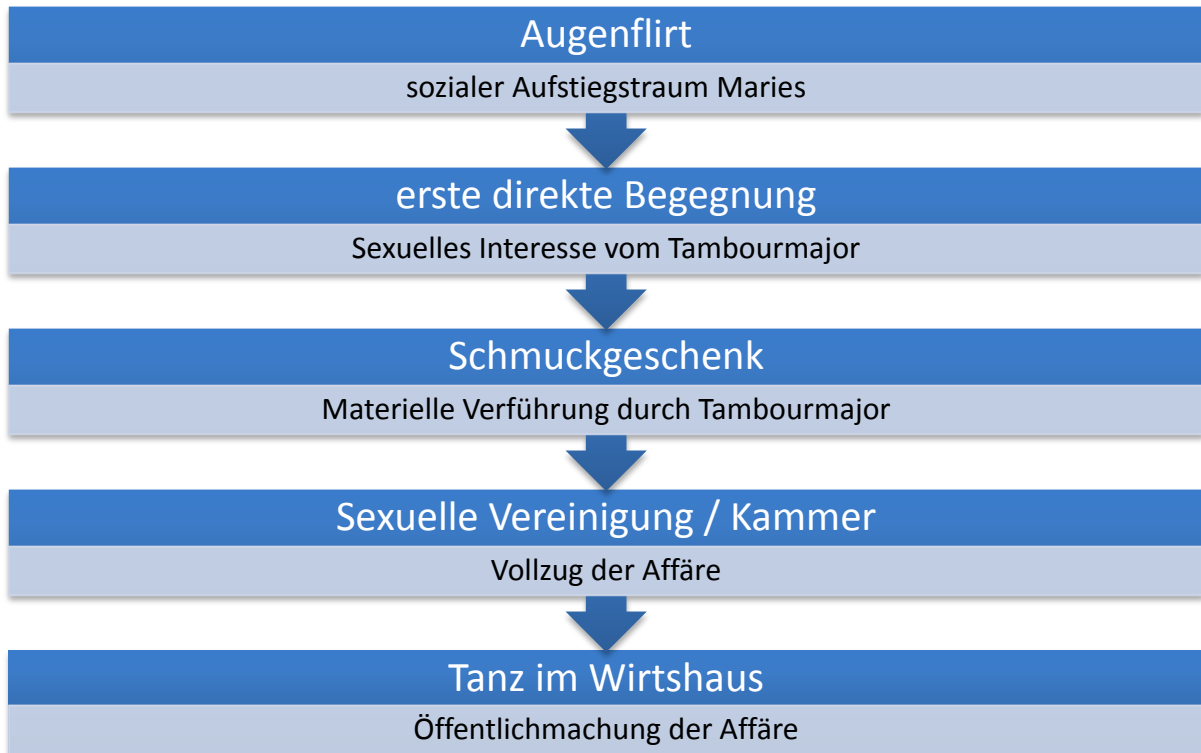 Augenflirt
sozialer Aufstiegstraum Maries
erste direkte Begegnung
Sexuelles Interesse vom Tambourmajor
Schmuckgeschenk
Materielle Verführung durch Tambourmajor
Sexuelle Vereinigung / Kammer
Vollzug der Affäre
Tanz im Wirtshaus
Öffentlichmachung der Affäre